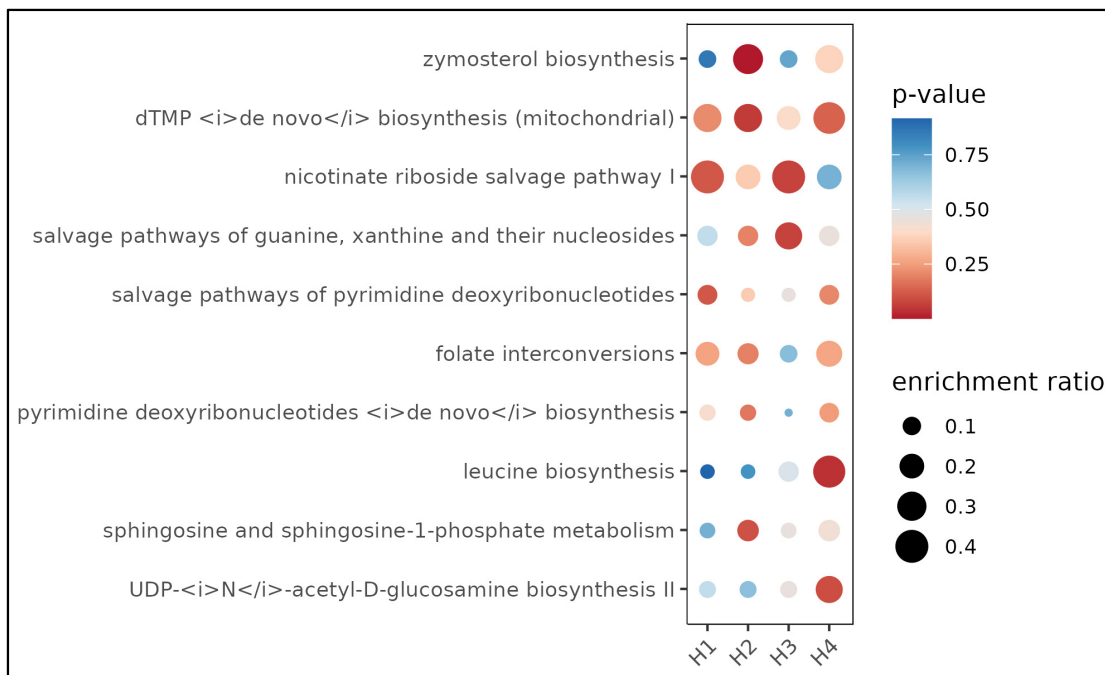 zymosterol biosynthesis
dTMP <i>de novo</i> biosynthesis (mitochondrial)
nicotinate riboside salvage pathway I
salvage pathways of guanine, xanthine and their nucleosides
salvage pathways of pyrimidine deoxyribonucleotides
folate interconversions
pyrimidine deoxyribonucleotides <i>de novo</i> biosynthesis
leucine biosynthesis
sphingosine and sphingosine-1-phosphate metabolism
UDP-<i>N</i>-acetyl-D-glucosamine biosynthesis II
H1 H2 H3 H4
p-value
0.75
0.50
0.25
enrichment ratio
0.1
0.2
0.3
0.4